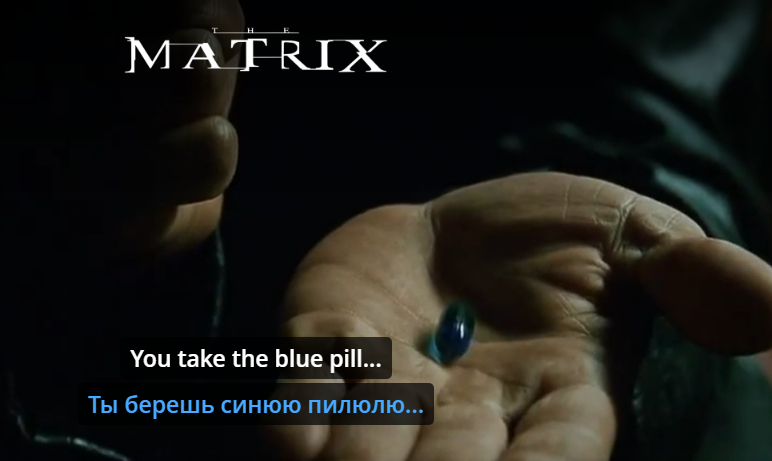 THE
MATRIX
You take the blue pill...
Ты берешь синюю пилюлю...